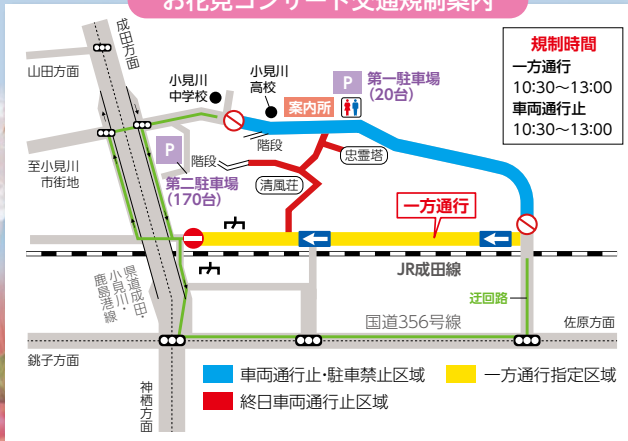 お花見コンサート交通規制案内
成田方面
山田方面
小見川
中学校
小見川
高校
P
第一駐車場
(20台)
案内所
規制時間
一方通行
10:30～13:00
車両通行止
10:30～13:00
階段
忠霊塔
P
階段
至小見川
市街地
第二駐車場
(170台)
清風荘
一方通行
JR成田線
県道成田・
小見川・
鹿島港線
迂回路
国道356号線
佐原方面
銚子方面
神栖方面
車両通行止・駐車禁止区域
一方通行指定区域
終日車両通行止区域